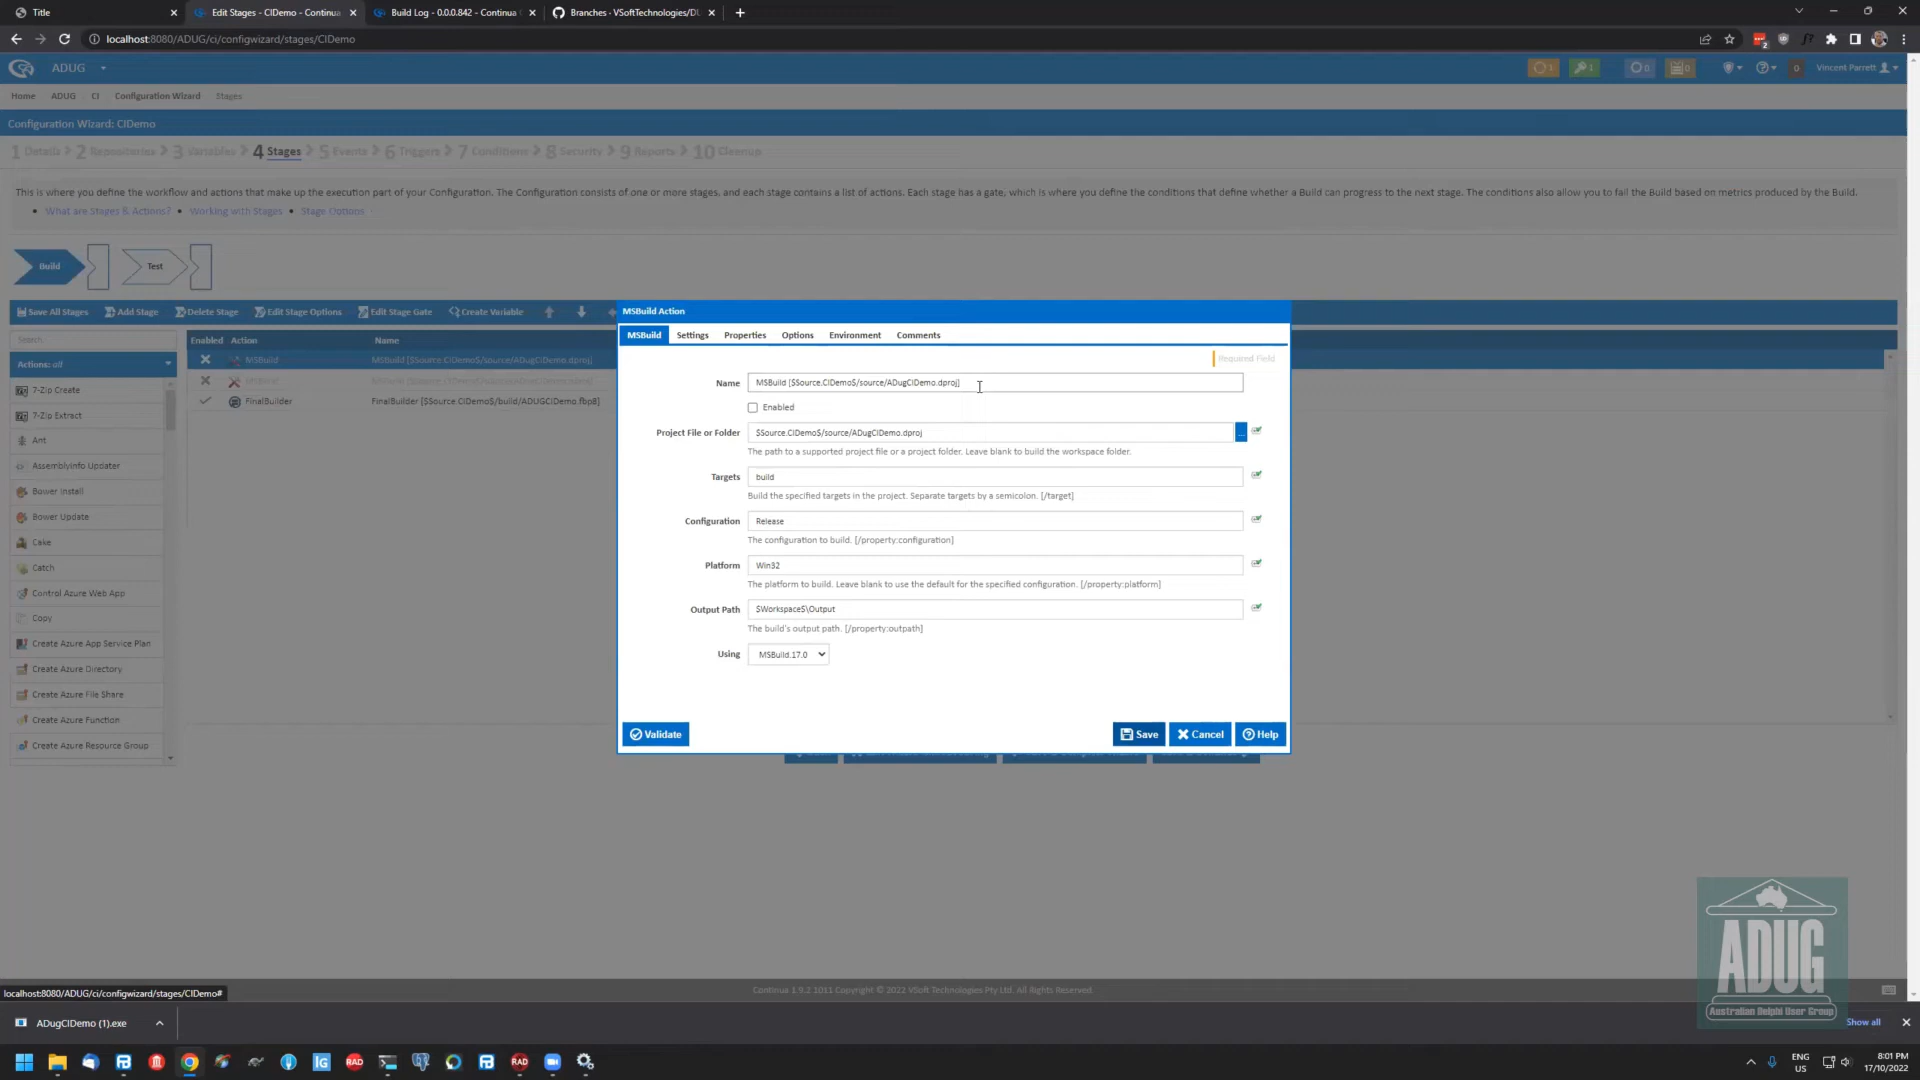 Title
Edit Stages - CIDemo - Continua
Build Log - 0.0.0.842 - Continua
Branches - VSoftTechnologies/DU
localhost:8080/ADUG/ci/configwizard/stages/CIDemo
ADUG
Vincent Parrett
Home ADUG CI Configuration Wizard Stages
Configuration Wizard: CIDemo
1 Details 2 Repositories 3 Variables 4 Stages 5 Events 6 Triggers 7 Conditions 8 Security 9 Reports 10 Cleanup
This is where you define the workflow and actions that make up the execution part of your Configuration. The Configuration consists of one or more stages, and each stage contains a list of actions. Each stage has a gate, which is where you define the conditions that define whether a Build can progress to the next stage. The conditions also allow you to fail the Build based on metrics produced by the Build.
• What are Stages & Actions? • Working with Stages • Stage Options
Build Test
Save All Stages Add Stage Delete Stage Edit Stage Options Edit Stage Gate Create Variable
Search...
Actions: all
7-Zip Create
7-Zip Extract
Ant
AssemblyInfo Updater
Bower Install
Bower Update
Cake
Catch
Control Azure Web App
Copy
Create Azure App Service Plan
Create Azure Directory
Create Azure File Share
Create Azure Function
Create Azure Resource Group
Enabled Action Name
MSBuild MSBuild [$Source.CIDemo$/source/ADugCIDemo.dproj]
MSBuild
FinalBuilder FinalBuilder [$Source.CIDemo$/build/ADUGCIDemo.fbp8]
MSBuild Action
MSBuild Settings Properties Options Environment Comments
Required Field
Name MSBuild [$Source.CIDemo$/source/ADugCIDemo.dproj]
Enabled
Project File or Folder $Source.CIDemo$/source/ADugCIDemo.dproj ...
The path to a supported project file or a project folder. Leave blank to build the workspace folder.
Targets build
Build the specified targets in the project. Separate targets by a semicolon. [/target]
Configuration Release
The configuration to build. [/property:configuration]
Platform Win32
The platform to build. Leave blank to use the default for the specified configuration. [/property:platform]
Output Path $Workspace$\Output
The build's output path. [/property:outpath]
Using MSBuild.17.0
Validate Save Cancel Help
localhost:8080/ADUG/ci/configwizard/stages/CIDemo#
Continua 1.9.2 1011 Copyright © 2022 VSoft Technologies Pty Ltd. All Rights Reserved.
ADUG
Australian Delphi User Group
ADugCIDemo (1).exe
Show all
IG RAD RAD
ENG
US
8:01 PM
17/10/2022